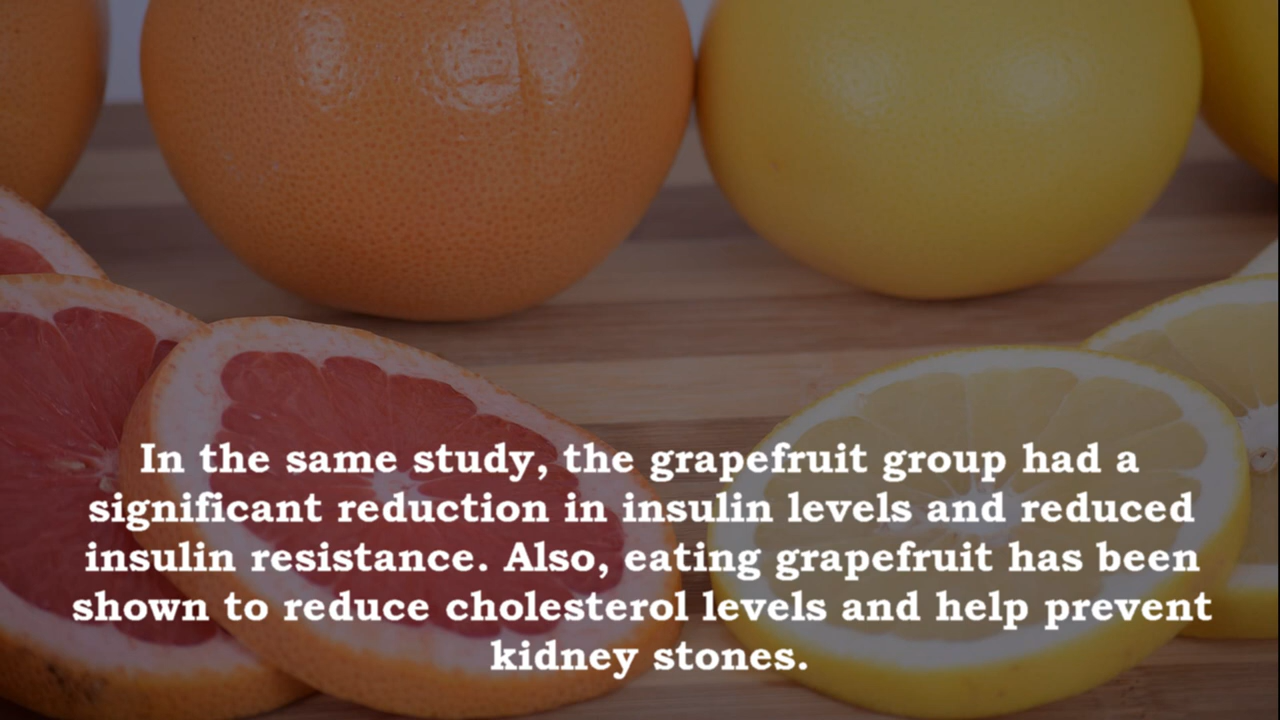 In the same study, the grapefruit group had a
significant reduction in insulin levels and reduced
insulin resistance. Also, eating grapefruit has been
shown to reduce cholesterol levels and help prevent
kidney stones.